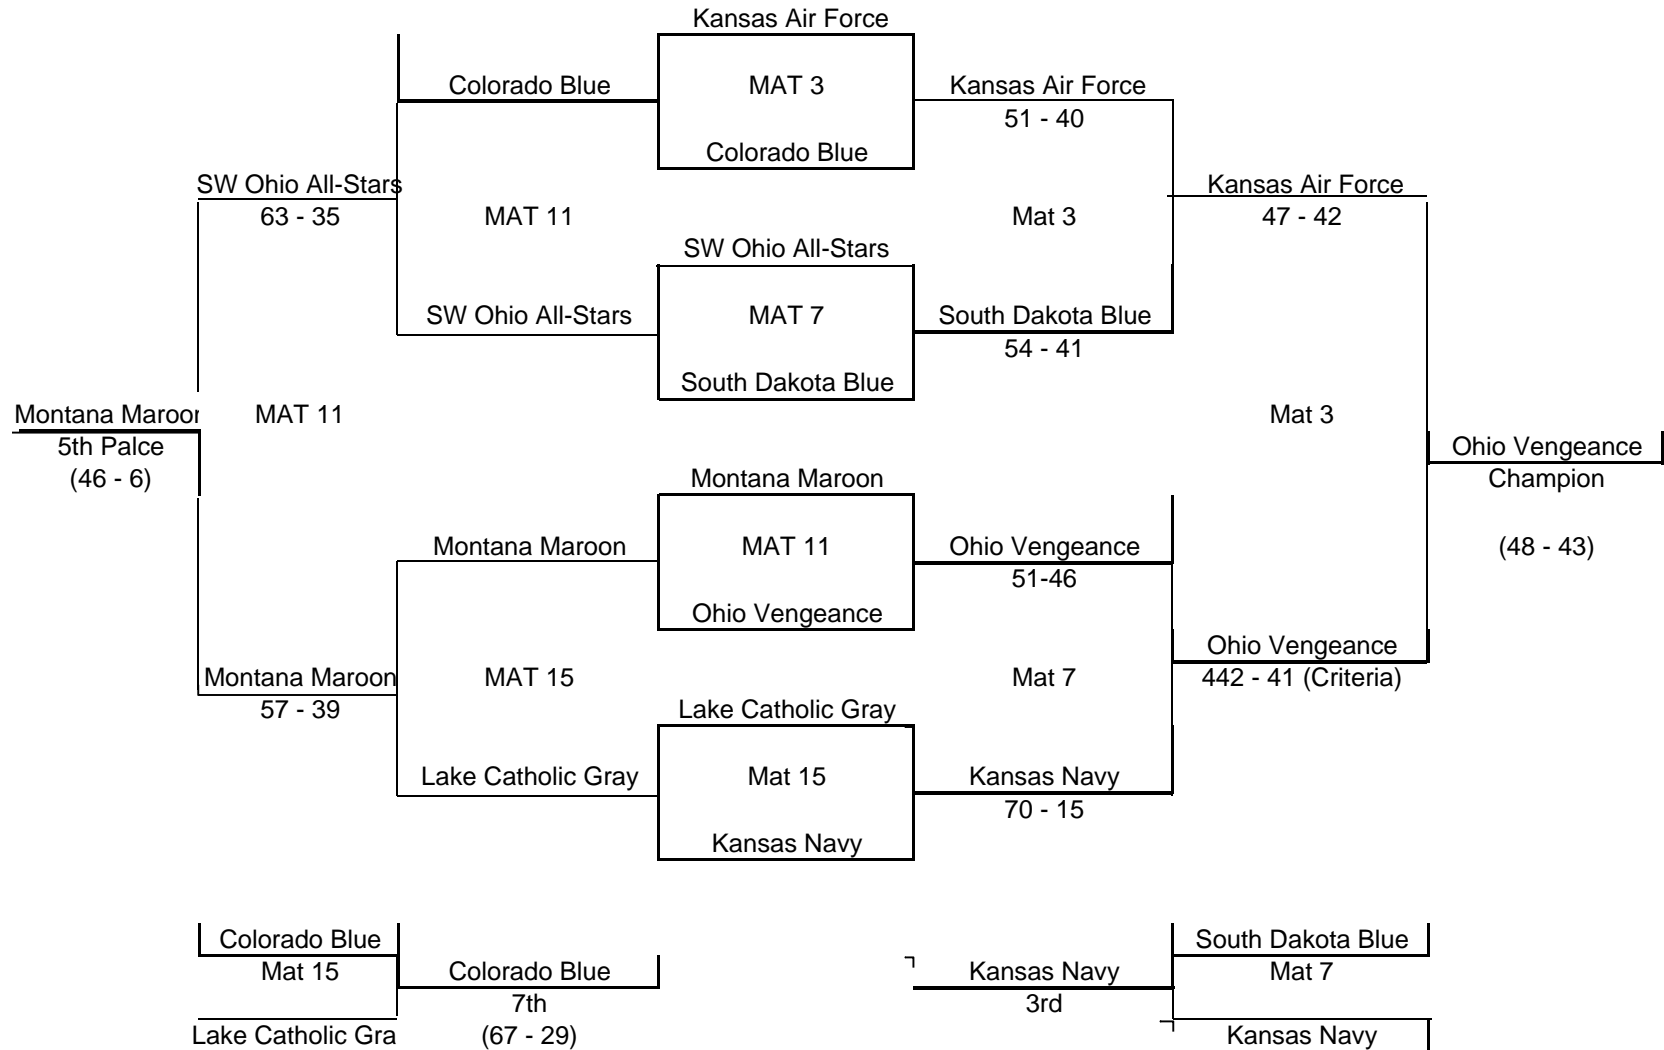 Kansas Air Force
Colorado Blue MAT 3 Kansas Air Force
51 - 40
Colorado Blue
SW Ohio All-Stars Kansas Air Force
63 - 35 MAT 11 Mat 3 47 - 42
SW Ohio All-Stars
SW Ohio All-Stars MAT 7 South Dakota Blue
54 - 41
South Dakota Blue
Montana Maroon MAT 11 Mat 3
5th Palce Ohio Vengeance
(46 - 6) Montana Maroon Champion
Montana Maroon MAT 11 Ohio Vengeance (48 - 43)
51-46
Ohio Vengeance
Ohio Vengeance
Montana Maroon MAT 15 Mat 7 442 - 41 (Criteria)
57 - 39 Lake Catholic Gray
Lake Catholic Gray Mat 15 Kansas Navy
70 - 15
Kansas Navy
Colorado Blue South Dakota Blue
Mat 15 Colorado Blue Kansas Navy Mat 7
7th 3rd
Lake Catholic Gra (67 - 29) Kansas Navy